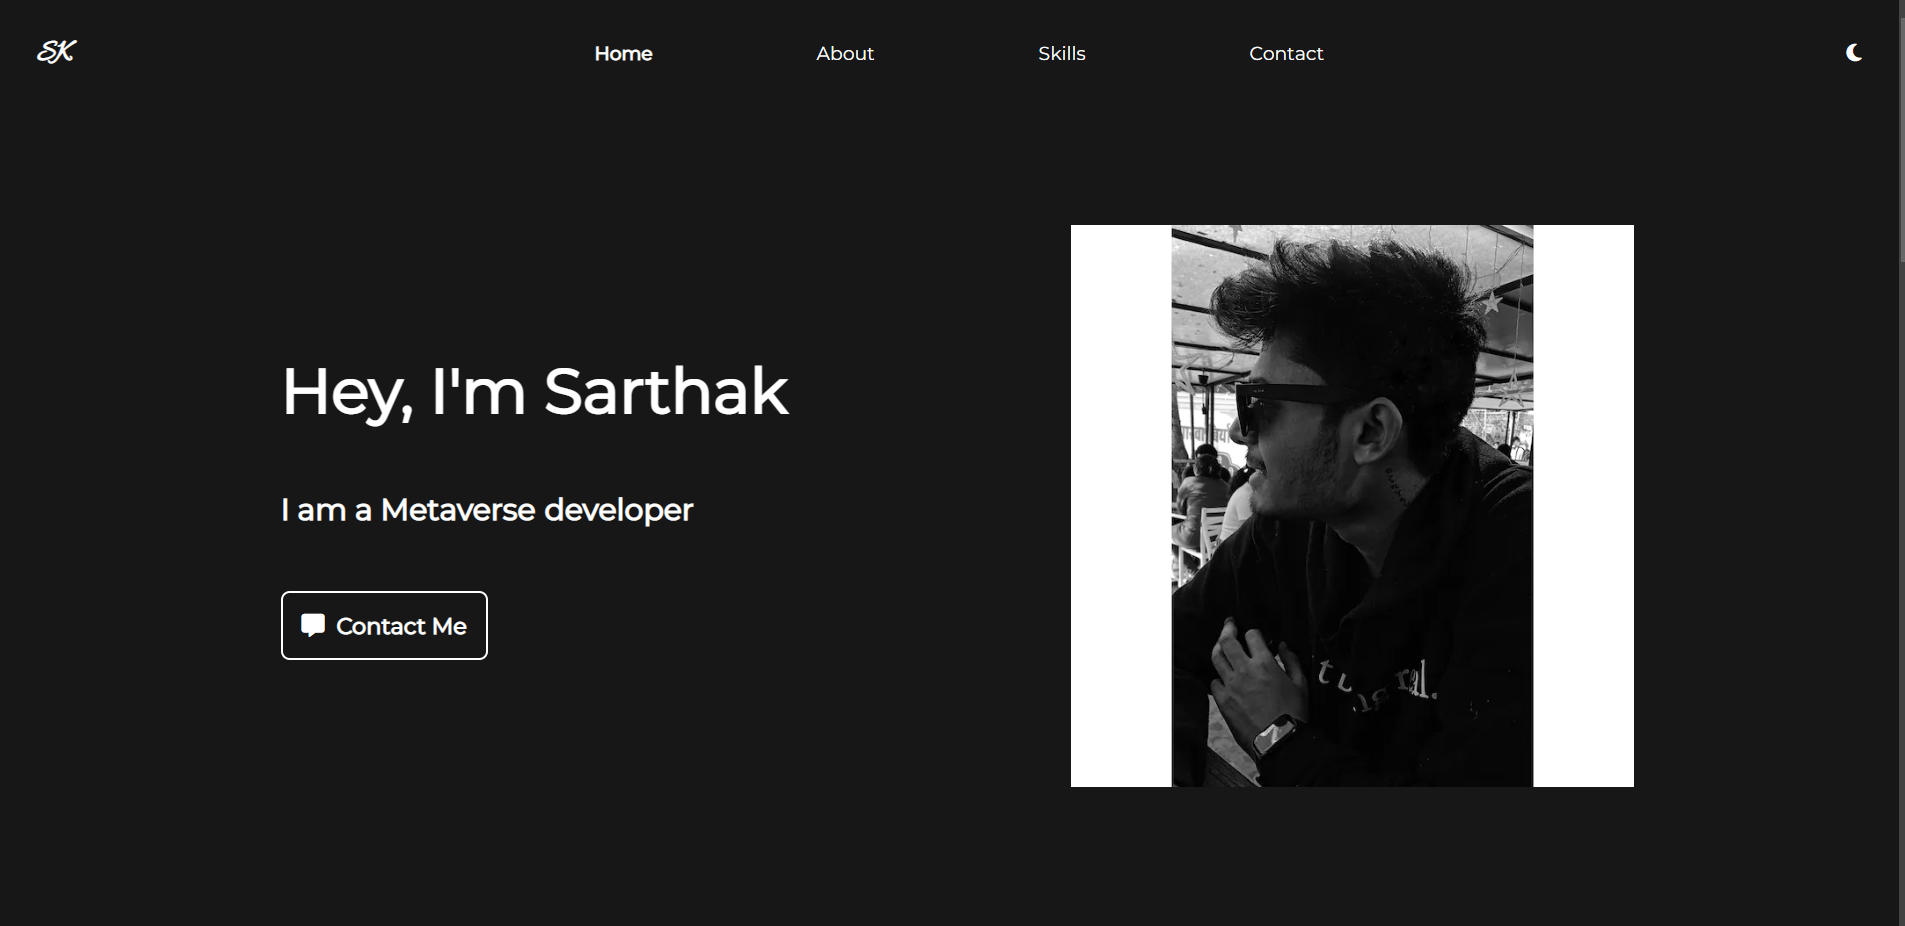 SK
Home
About
Skills
Contact
Hey, I'm Sarthak
I am a Metaverse developer
Contact Me